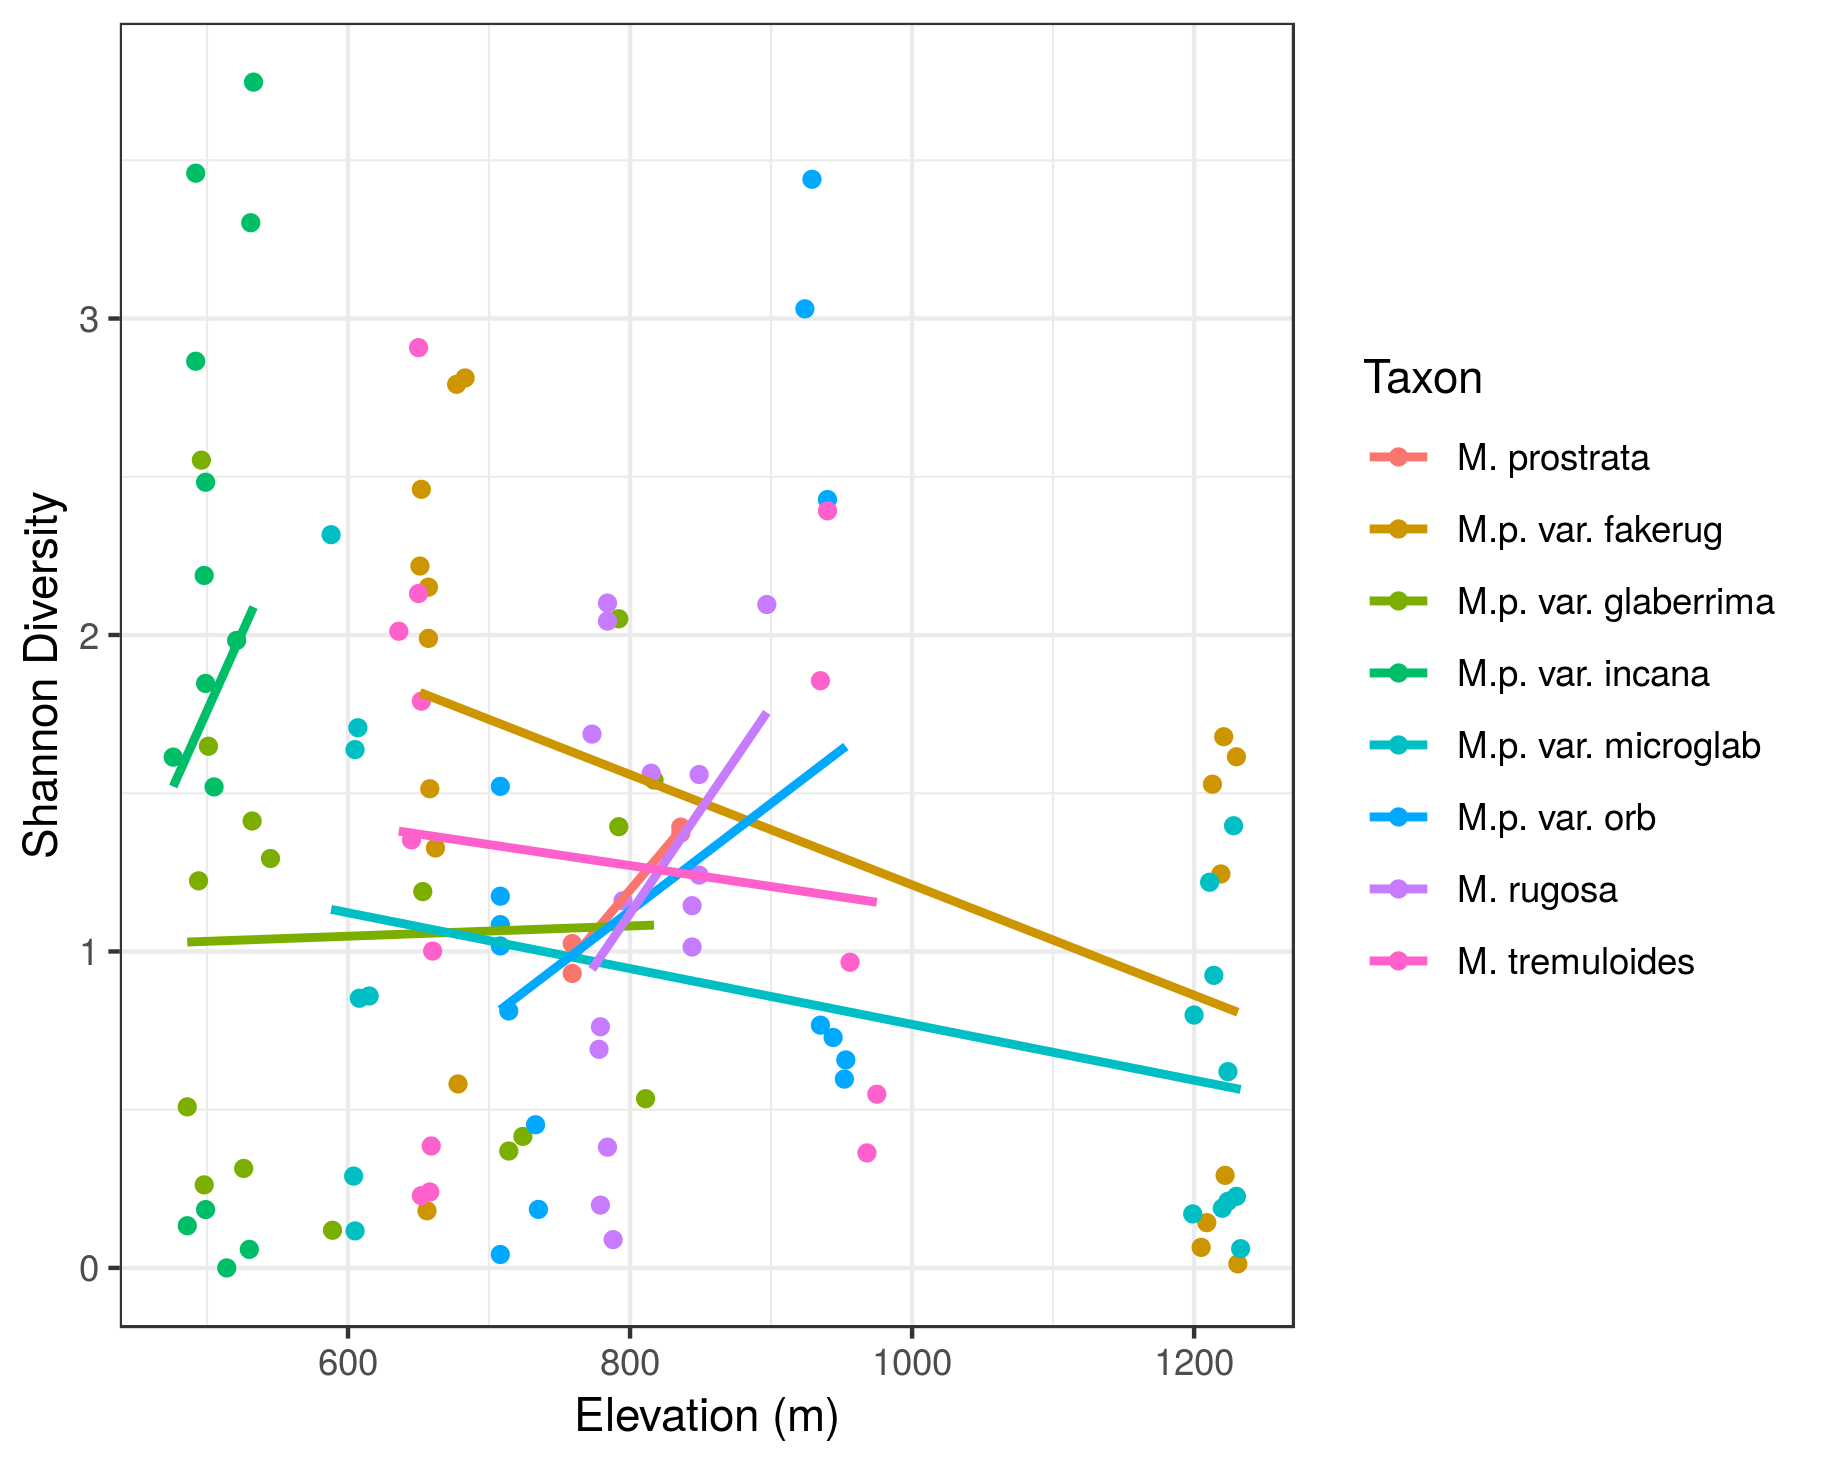 Shannon Diversity
3
2
1
0
600
800
1000
1200
Elevation (m)
Taxon
M. prostrata
M.p. var. fakerug
M.p. var. glaberrima
M.p. var. incana
M.p. var. microglab
M.p. var. orb
M. rugosa
M. tremuloides